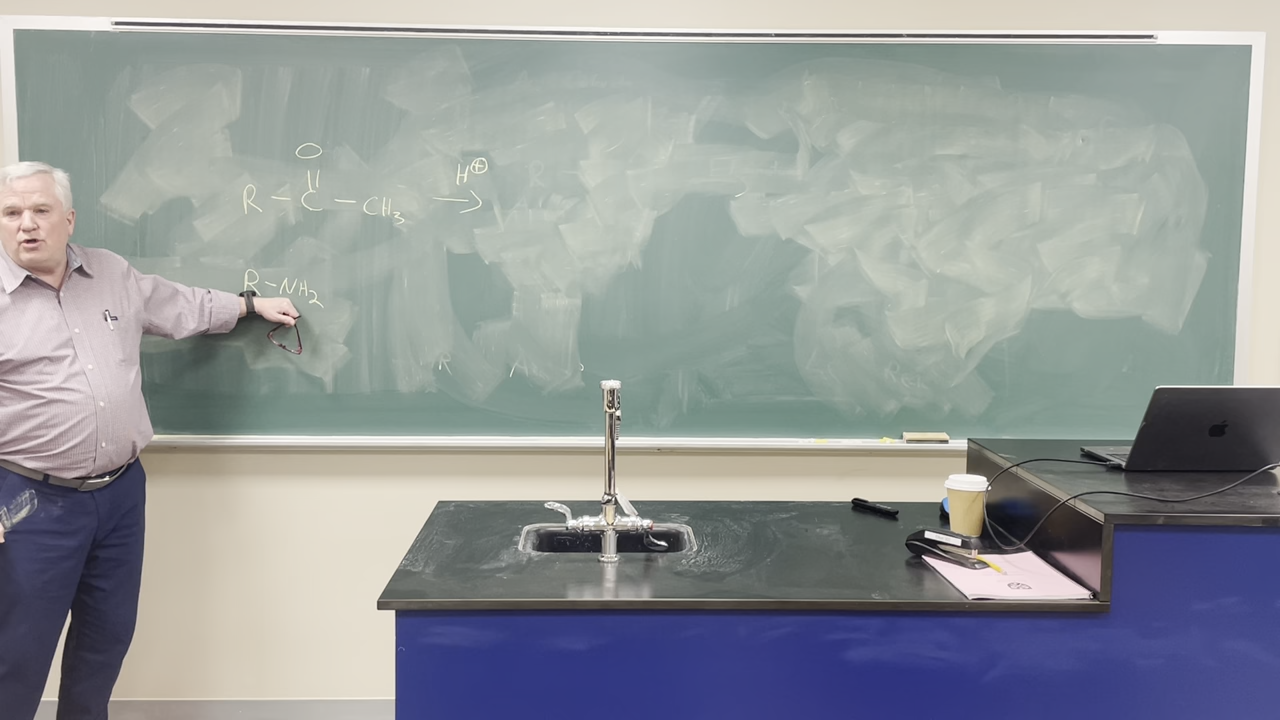 O
||
R - C - CH₃ H⊕ →
R-NH₂